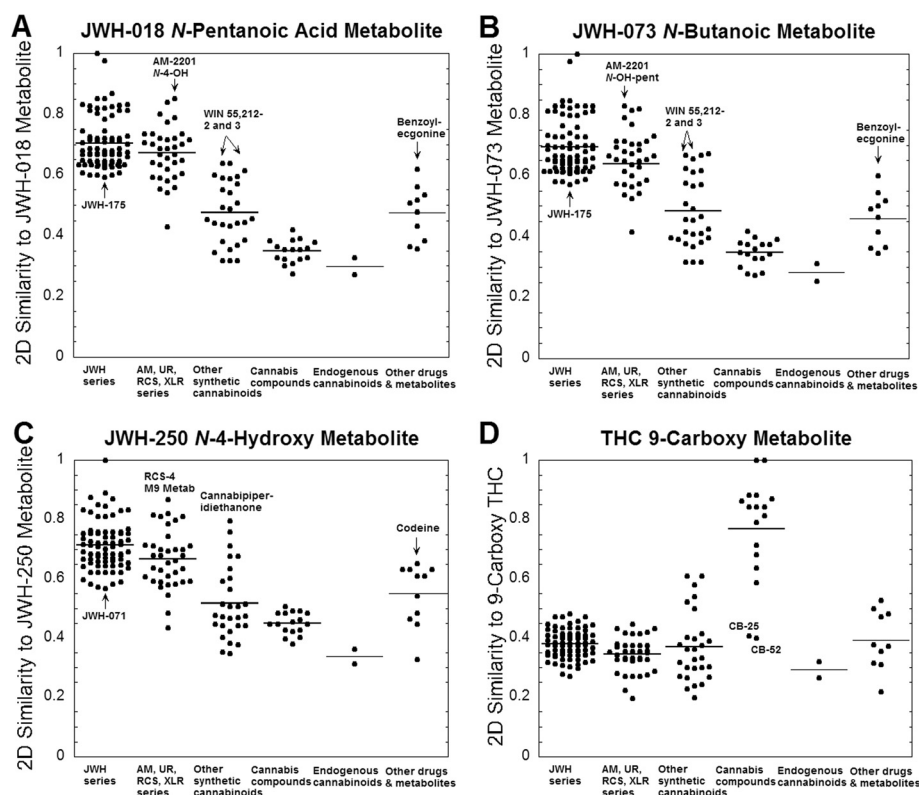 A JWH-018 N-Pentanoic Acid Metabolite
2D Similarity to JWH-018 Metabolite
1
0.8
0.6
0.4
0.2
0
AM-2201
N-4-OH
WIN 55,212-
2 and 3
Benzoyl-
ecgonine
JWH-175
JWH
series
AM, UR,
RCS, XLR
series
Other
synthetic
cannabinoids
Cannabis
compounds
Endogenous
cannabinoids
Other drugs
& metabolites
B JWH-073 N-Butanoic Metabolite
2D Similarity to JWH-073 Metabolite
1
0.8
0.6
0.4
0.2
0
AM-2201
N-OH-pent
WIN 55,212-
2 and 3
Benzoyl-
ecgonine
JWH-175
JWH
series
AM, UR,
RCS, XLR
series
Other
synthetic
cannabinoids
Cannabis
compounds
Endogenous
cannabinoids
Other drugs
& metabolites
C JWH-250 N-4-Hydroxy Metabolite
2D Similarity to JWH-250 Metabolite
1
0.8
0.6
0.4
0.2
0
RCS-4
M9 Metab
Cannabipiper-
idiethanone
Codeine
JWH-071
JWH
series
AM, UR,
RCS, XLR
series
Other
synthetic
cannabinoids
Cannabis
compounds
Endogenous
cannabinoids
Other drugs
& metabolites
D THC 9-Carboxy Metabolite
2D Similarity to 9-Carboxy THC
1
0.8
0.6
0.4
0.2
0
CB-25
CB-52
JWH
series
AM, UR,
RCS, XLR
series
Other
synthetic
cannabinoids
Cannabis
compounds
Endogenous
cannabinoids
Other drugs
& metabolites